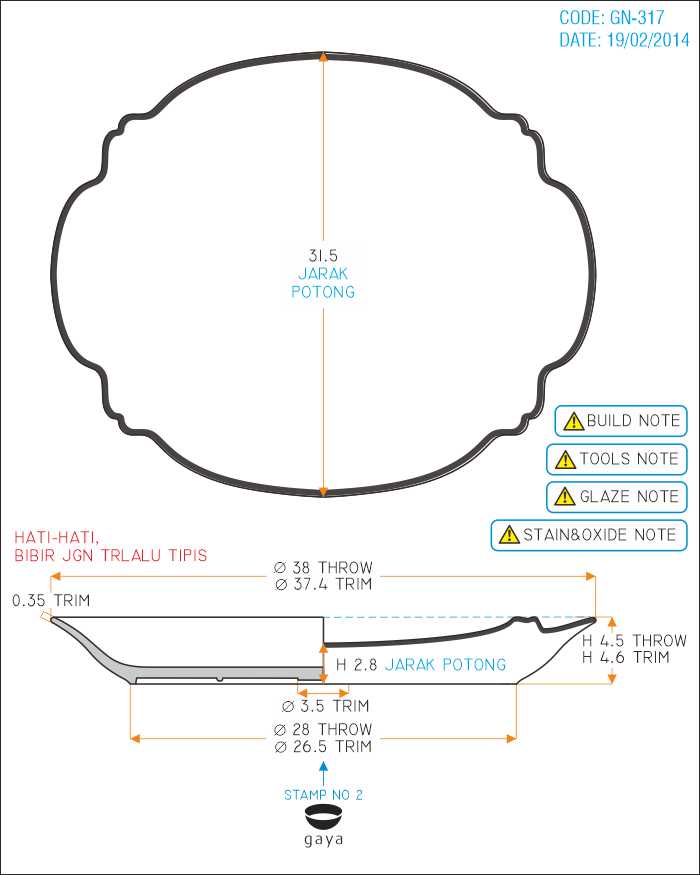 CODE: GN-317
DATE: 19/02/2014
31.5
JARAK
POTONG
BUILD NOTE
TOOLS NOTE
GLAZE NOTE
STAIN&OXIDE NOTE
HATI-HATI,
BIBIR JGN TRLALU TIPIS
Ø 38 THROW
Ø 37.4 TRIM
0.35 TRIM
H 4.5 THROW
H 4.6 TRIM
H 2.8 JARAK POTONG
Ø 3.5 TRIM
Ø 28 THROW
Ø 26.5 TRIM
STAMP NO 2
gaya